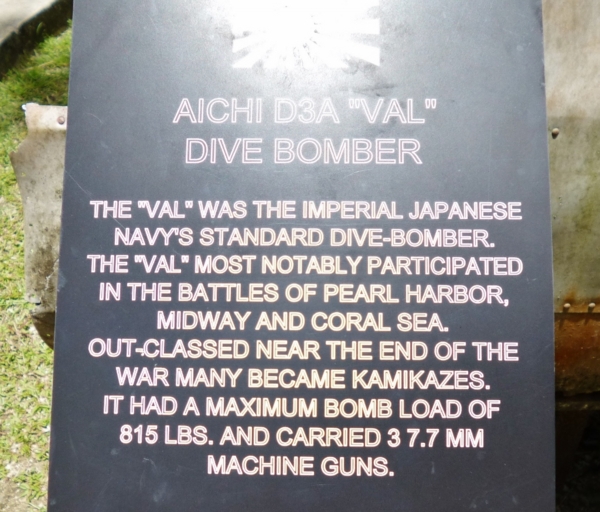 AICHI D3A "VAL"
DIVE BOMBER
THE "VAL" WAS THE IMPERIAL JAPANESE
NAVY'S STANDARD DIVE-BOMBER.
THE "VAL" MOST NOTABLY PARTICIPATED
IN THE BATTLES OF PEARL HARBOR,
MIDWAY AND CORAL SEA.
OUT-CLASSED NEAR THE END OF THE
WAR MANY BECAME KAMIKAZES.
IT HAD A MAXIMUM BOMB LOAD OF
815 LBS. AND CARRIED 3 7.7 MM
MACHINE GUNS.